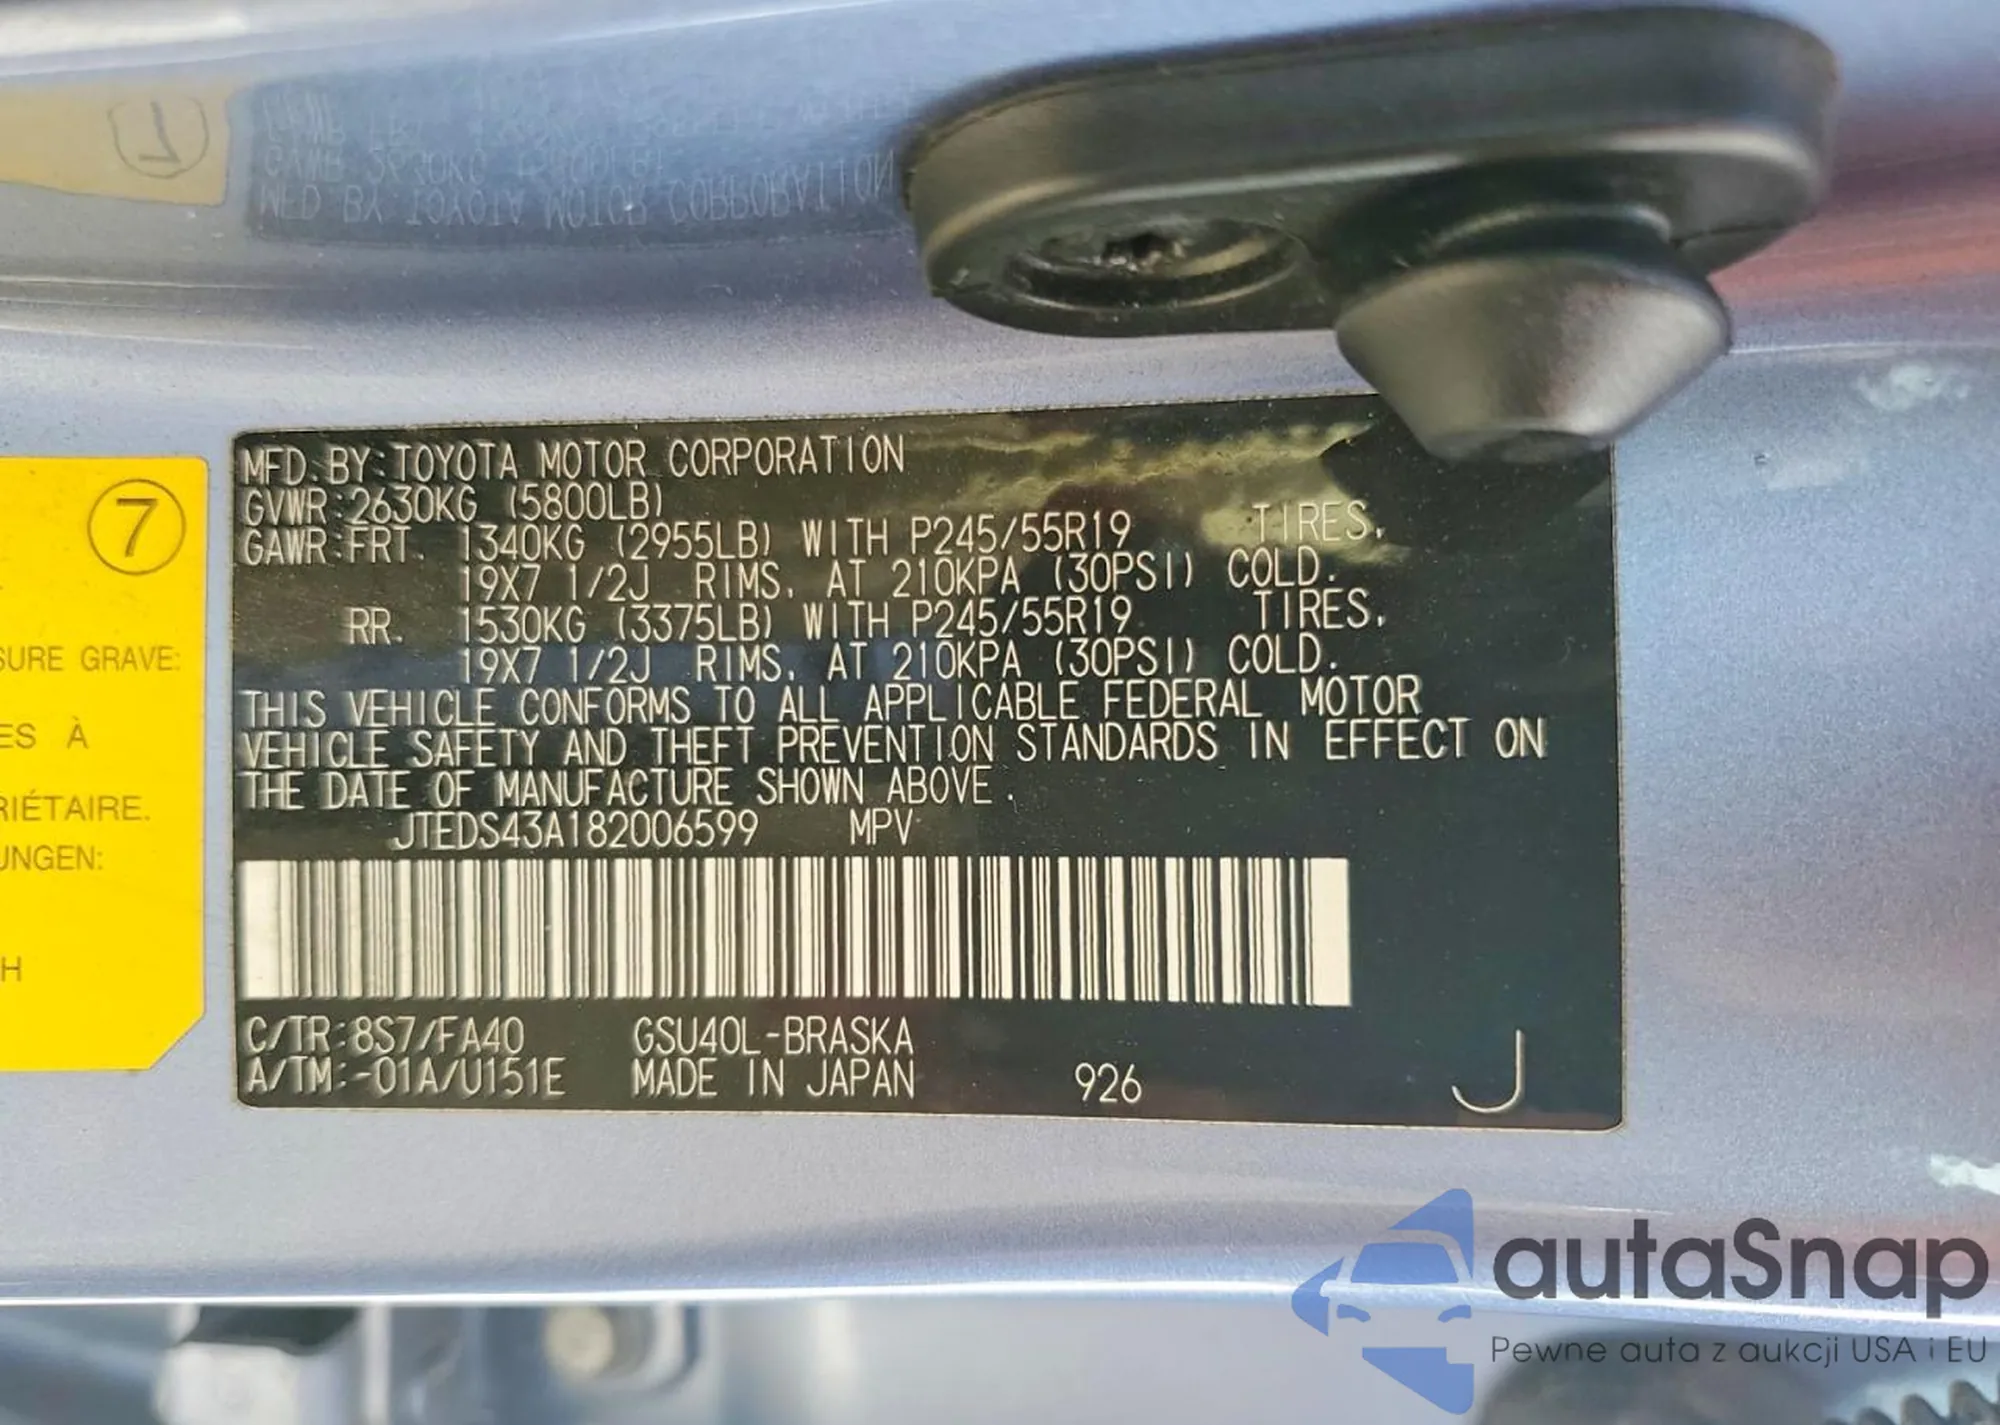 MFD. BY: TOYOTA MOTOR CORPORATION
GVWR: 2630KG (5800LB)
GAWR: FRT. 1340KG (2955LB) WITH P245/55R19 TIRES,
19X7 1/2J RIMS, AT 210KPA (30PSI) COLD.
RR. 1530KG (3375LB) WITH P245/55R19 TIRES,
19X7 1/2J RIMS, AT 210KPA (30PSI) COLD.
THIS VEHICLE CONFORMS TO ALL APPLICABLE FEDERAL MOTOR
VEHICLE SAFETY AND THEFT PREVENTION STANDARDS IN EFFECT ON
THE DATE OF MANUFACTURE SHOWN ABOVE.
JTEDS43A182006599 MPV
C/TR: 8S7/FA40 GSU40L-BRASKA
A/TM: -01A/U151E MADE IN JAPAN 926 J
7
SURE GRAVE:
ES À
RIÉTAIRE.
UNGEN:
H
autaSnap
Pewne auta z aukcji USA i EU